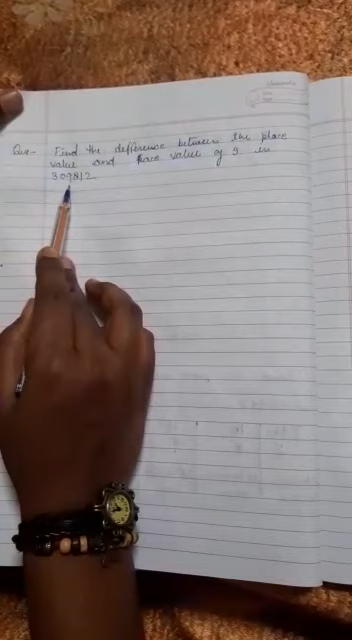 Que- Find the difference between the place
value and face value of 9 in
309812